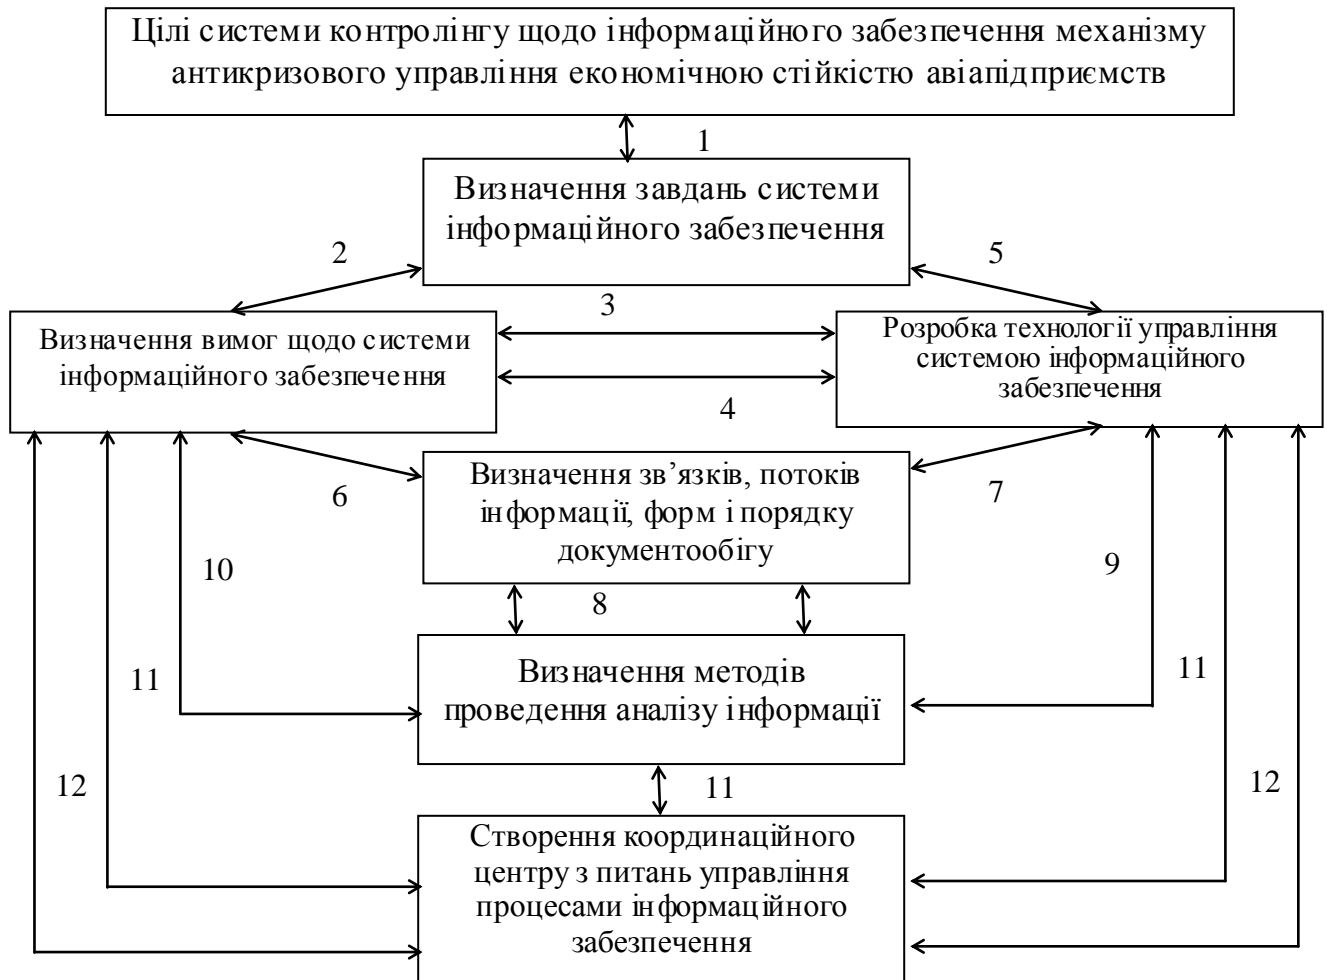 Цілі системи контролінгу щодо інформаційного забезпечення механізму
антикризового управління економічною стійкістю авіапідприємств
1
Визначення завдань системи
інформаційного забезпечення
2
5
3
Визначення вимог щодо системи
інформаційного забезпечення
Розробка технології управління
системою інформаційного
забезпечення
4
Визначення зв’язків, потоків
інформації, форм і порядку
документообігу
6
7
10
9
8
Визначення методів
проведення аналізу інформації
11
11
12
11
12
Створення координаційного
центру з питань управління
процесами інформаційного
забезпечення